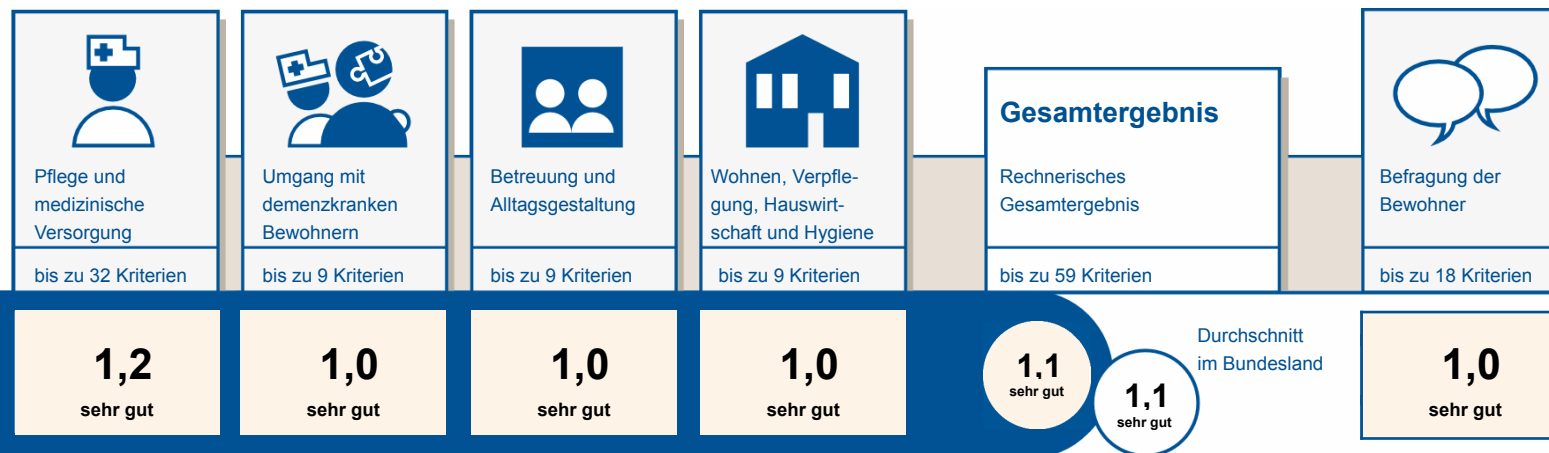 Pflege und
medizinische
Versorgung
bis zu 32 Kriterien
1,2
sehr gut
Umgang mit
demenzkranken
Bewohnern
bis zu 9 Kriterien
1,0
sehr gut
Betreuung und
Alltagsgestaltung
bis zu 9 Kriterien
1,0
sehr gut
Wohnen, Verpfle-
gung, Hauswirt-
schaft und Hygiene
bis zu 9 Kriterien
1,0
sehr gut
Gesamtergebnis
Rechnerisches
Gesamtergebnis
bis zu 59 Kriterien
1,1
sehr gut
1,1
sehr gut
Durchschnitt
im Bundesland
Befragung der
Bewohner
bis zu 18 Kriterien
1,0
sehr gut